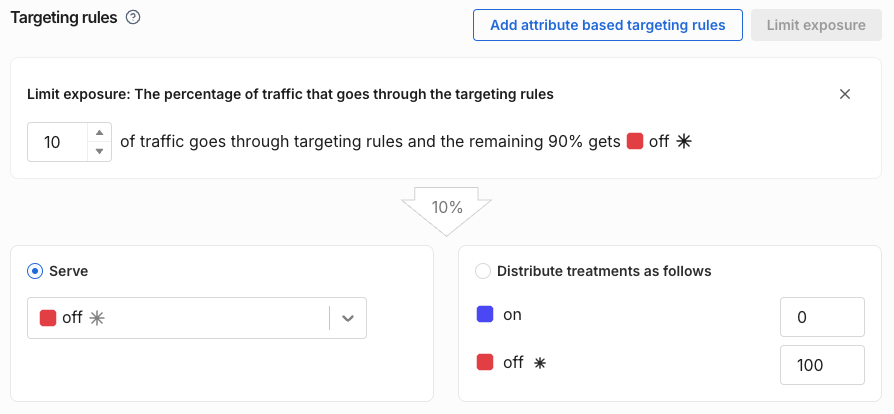 Targeting rules ?
Add attribute based targeting rules
Limit exposure
Limit exposure: The percentage of traffic that goes through the targeting rules
10 of traffic goes through targeting rules and the remaining 90% gets off
10%
Serve
off
Distribute treatments as follows
on 0
off 100